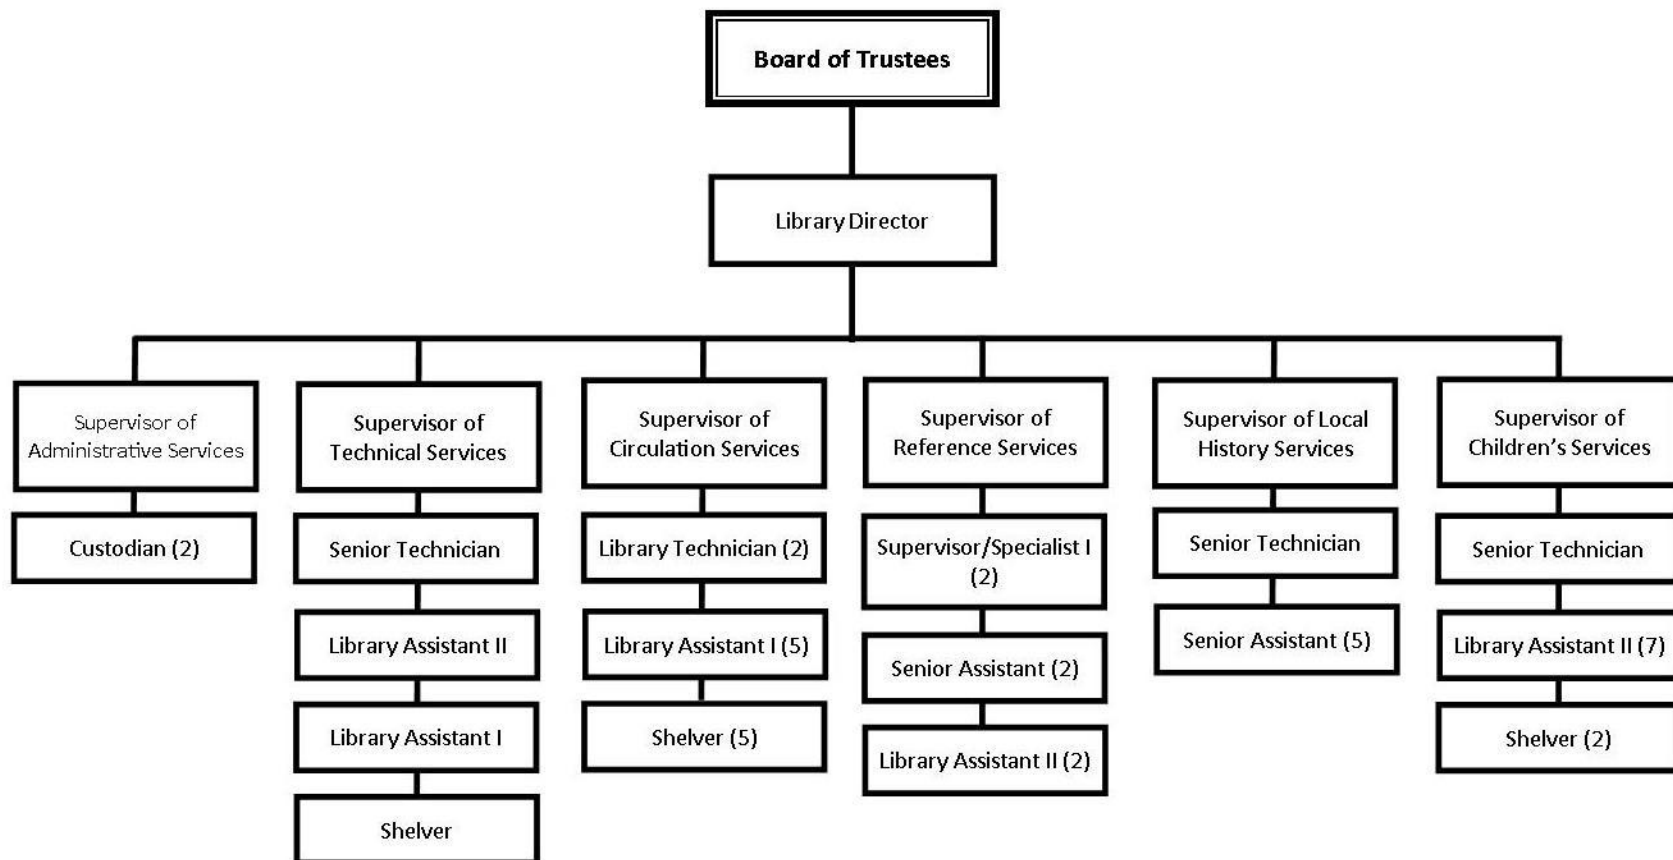 Board of Trustees
Library Director
Supervisor of
Administrative Services
Custodian (2)
Supervisor of
Technical Services
Senior Technician
Library Assistant II
Library Assistant I
Shelver
Supervisor of
Circulation Services
Library Technician (2)
Library Assistant I (5)
Shelver (5)
Supervisor of
Reference Services
Supervisor/Specialist I
(2)
Senior Assistant (2)
Library Assistant II (2)
Supervisor of Local
History Services
Senior Technician
Senior Assistant (5)
Supervisor of
Children’s Services
Senior Technician
Library Assistant II (7)
Shelver (2)